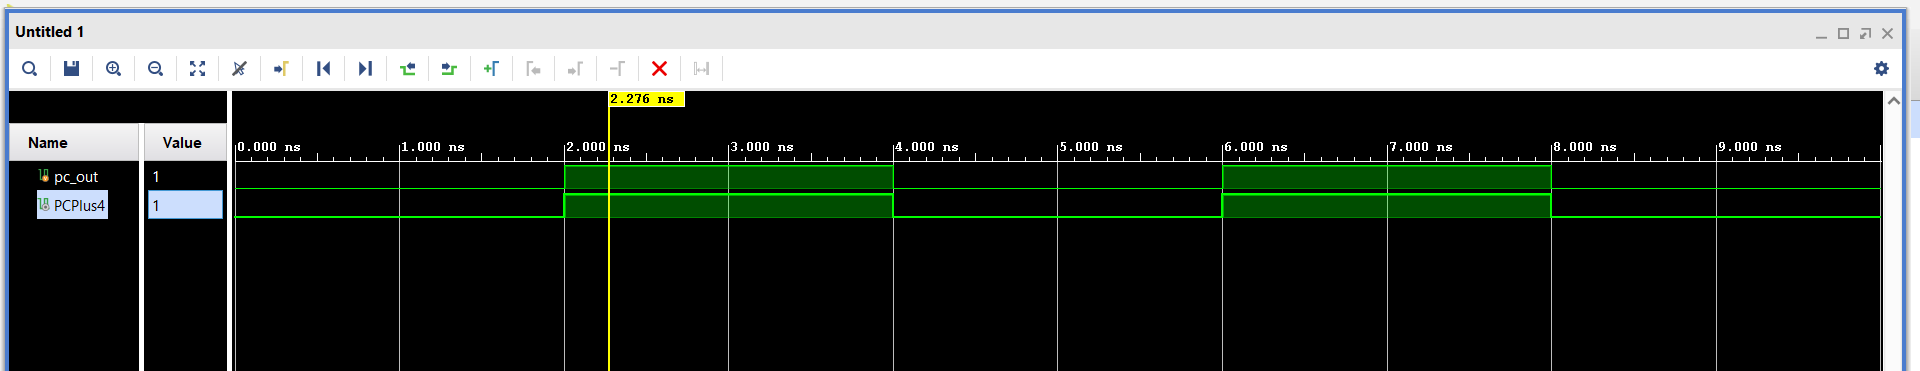 Untitled 1
2.276 ns
Name Value
0.000 ns 1.000 ns 2.000 ns 3.000 ns 4.000 ns 5.000 ns 6.000 ns 7.000 ns 8.000 ns 9.000 ns
pc_out 1
PCPlus4 1